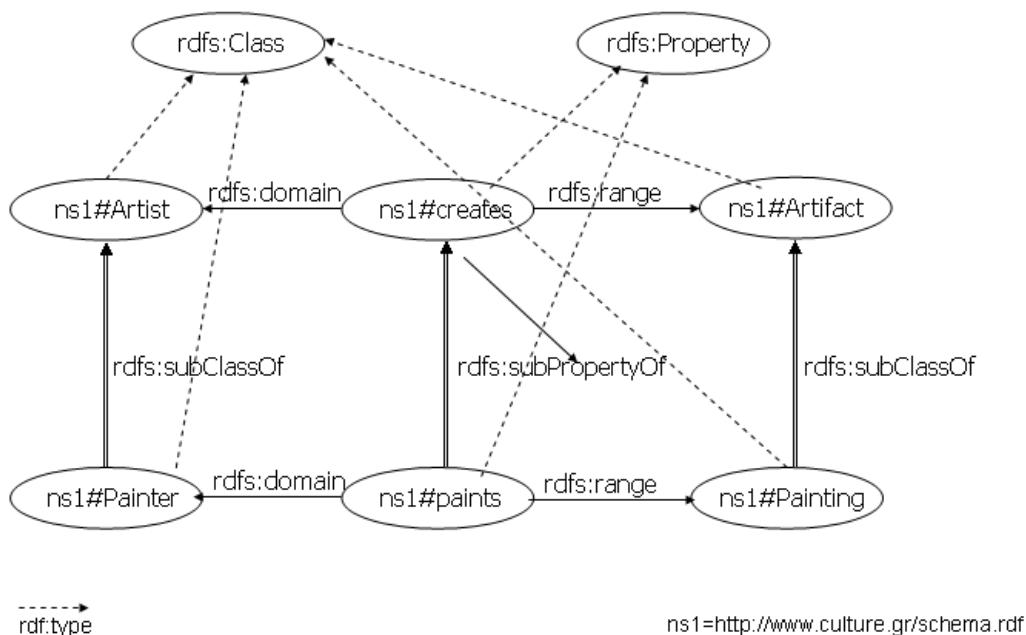 rdfs:Class
rdfs:Property
rdfs:domain
rdfs:range
ns1#Artist
ns1#creates
ns1#Artifact
rdfs:subClassOf
rdfs:subPropertyOf
rdfs:subClassOf
rdfs:domain
rdfs:range
ns1#Painter
ns1#paints
ns1#Painting
rdf:type
ns1=http://www.culture.gr/schema.rdf